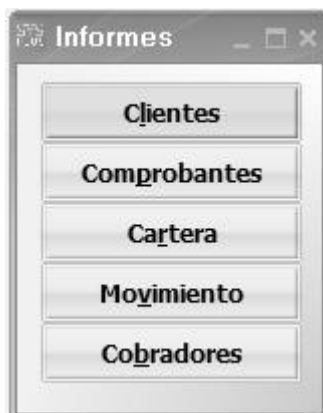 Informes
Clientes
Comprobantes
Cartera
Movimiento
Cobradores